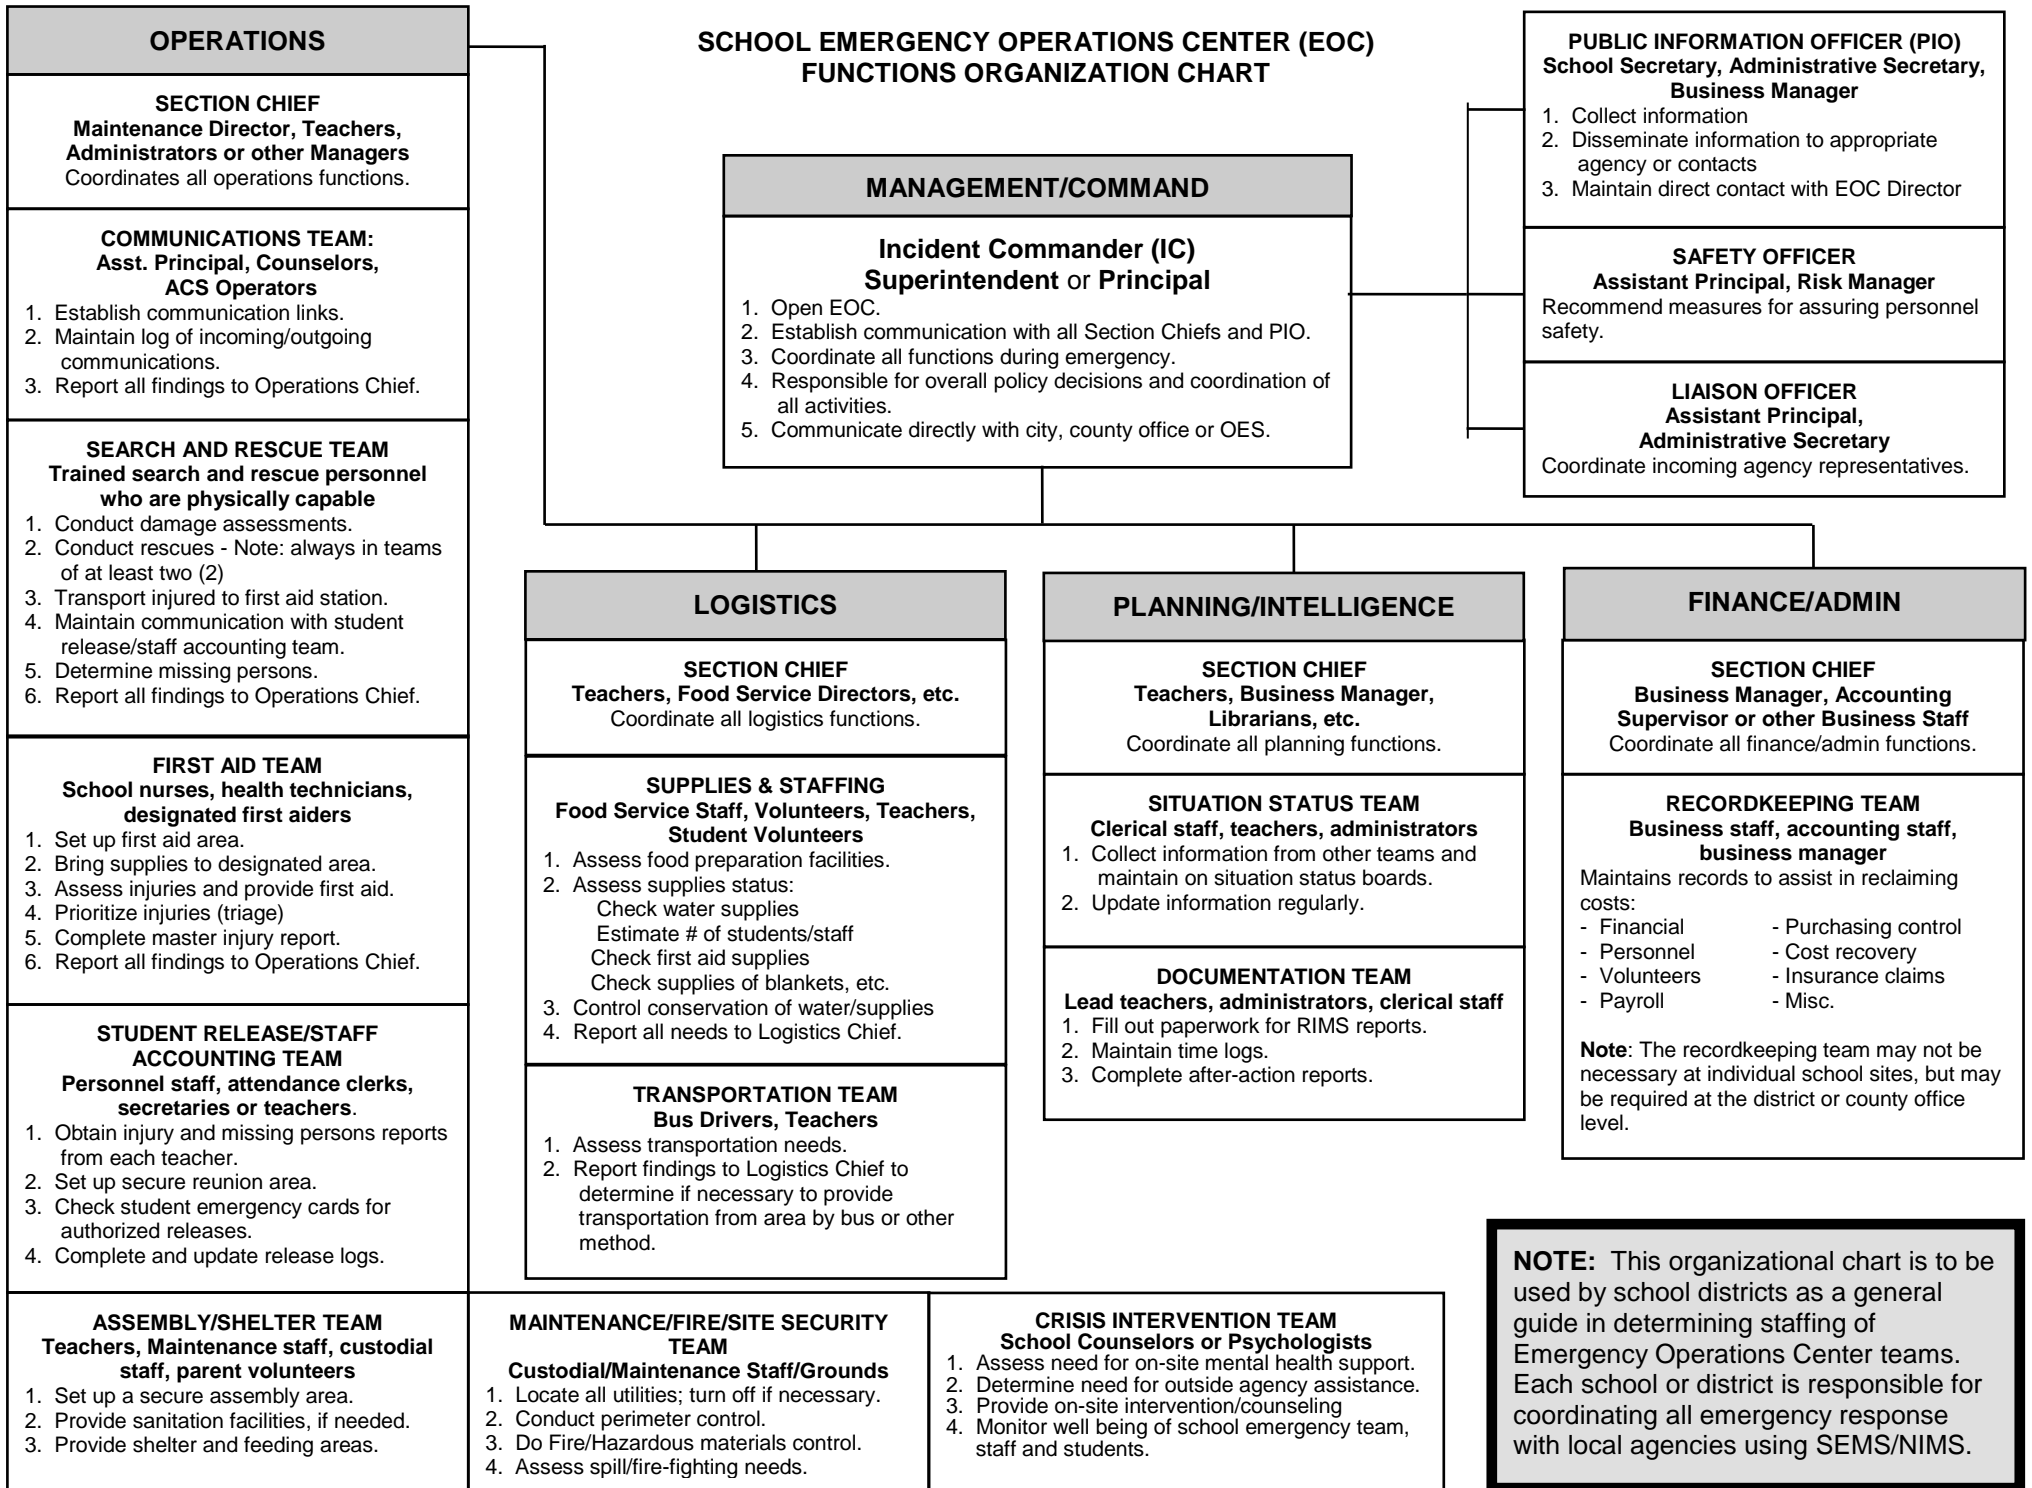 SCHOOL EMERGENCY OPERATIONS CENTER (EOC)
FUNCTIONS ORGANIZATION CHART
OPERATIONS
SECTION CHIEF
Maintenance Director, Teachers,
Administrators or other Managers
Coordinates all operations functions.
COMMUNICATIONS TEAM:
Asst. Principal, Counselors,
ACS Operators
1. Establish communication links.
2. Maintain log of incoming/outgoing
communications.
3. Report all findings to Operations Chief.
SEARCH AND RESCUE TEAM
Trained search and rescue personnel
who are physically capable
1. Conduct damage assessments.
2. Conduct rescues - Note: always in teams
of at least two (2)
3. Transport injured to first aid station.
4. Maintain communication with student
release/staff accounting team.
5. Determine missing persons.
6. Report all findings to Operations Chief.
FIRST AID TEAM
School nurses, health technicians,
designated first aiders
1. Set up first aid area.
2. Bring supplies to designated area.
3. Assess injuries and provide first aid.
4. Prioritize injuries (triage)
5. Complete master injury report.
6. Report all findings to Operations Chief.
STUDENT RELEASE/STAFF
ACCOUNTING TEAM
Personnel staff, attendance clerks,
secretaries or teachers.
1. Obtain injury and missing persons reports
from each teacher.
2. Set up secure reunion area.
3. Check student emergency cards for
authorized releases.
4. Complete and update release logs.
ASSEMBLY/SHELTER TEAM
Teachers, Maintenance staff, custodial
staff, parent volunteers
1. Set up a secure assembly area.
2. Provide sanitation facilities, if needed.
3. Provide shelter and feeding areas.
MAINTENANCE/FIRE/SITE SECURITY
TEAM
Custodial/Maintenance Staff/Grounds
1. Locate all utilities; turn off if necessary.
2. Conduct perimeter control.
3. Do Fire/Hazardous materials control.
4. Assess spill/fire-fighting needs.
CRISIS INTERVENTION TEAM
School Counselors or Psychologists
1. Assess need for on-site mental health support.
2. Determine need for outside agency assistance.
3. Provide on-site intervention/counseling
4. Monitor well being of school emergency team,
staff and students.
MANAGEMENT/COMMAND
Incident Commander (IC)
Superintendent or Principal
1. Open EOC.
2. Establish communication with all Section Chiefs and PIO.
3. Coordinate all functions during emergency.
4. Responsible for overall policy decisions and coordination of
all activities.
5. Communicate directly with city, county office or OES.
PUBLIC INFORMATION OFFICER (PIO)
School Secretary, Administrative Secretary,
Business Manager
1. Collect information
2. Disseminate information to appropriate
agency or contacts
3. Maintain direct contact with EOC Director
SAFETY OFFICER
Assistant Principal, Risk Manager
Recommend measures for assuring personnel
safety.
LIAISON OFFICER
Assistant Principal,
Administrative Secretary
Coordinate incoming agency representatives.
LOGISTICS
SECTION CHIEF
Teachers, Food Service Directors, etc.
Coordinate all logistics functions.
SUPPLIES & STAFFING
Food Service Staff, Volunteers, Teachers,
Student Volunteers
1. Assess food preparation facilities.
2. Assess supplies status:
Check water supplies
Estimate # of students/staff
Check first aid supplies
Check supplies of blankets, etc.
3. Control conservation of water/supplies
4. Report all needs to Logistics Chief.
TRANSPORTATION TEAM
Bus Drivers, Teachers
1. Assess transportation needs.
2. Report findings to Logistics Chief to
determine if necessary to provide
transportation from area by bus or other
method.
PLANNING/INTELLIGENCE
SECTION CHIEF
Teachers, Business Manager,
Librarians, etc.
Coordinate all planning functions.
SITUATION STATUS TEAM
Clerical staff, teachers, administrators
1. Collect information from other teams and
maintain on situation status boards.
2. Update information regularly.
DOCUMENTATION TEAM
Lead teachers, administrators, clerical staff
1. Fill out paperwork for RIMS reports.
2. Maintain time logs.
3. Complete after-action reports.
FINANCE/ADMIN
SECTION CHIEF
Business Manager, Accounting
Supervisor or other Business Staff
Coordinate all finance/admin functions.
RECORDKEEPING TEAM
Business staff, accounting staff,
business manager
Maintains records to assist in reclaiming
costs:
- Financial - Purchasing control
- Personnel - Cost recovery
- Volunteers - Insurance claims
- Payroll - Misc.
Note: The recordkeeping team may not be
necessary at individual school sites, but may
be required at the district or county office
level.
NOTE: This organizational chart is to be
used by school districts as a general
guide in determining staffing of
Emergency Operations Center teams.
Each school or district is responsible for
coordinating all emergency response
with local agencies using SEMS/NIMS.